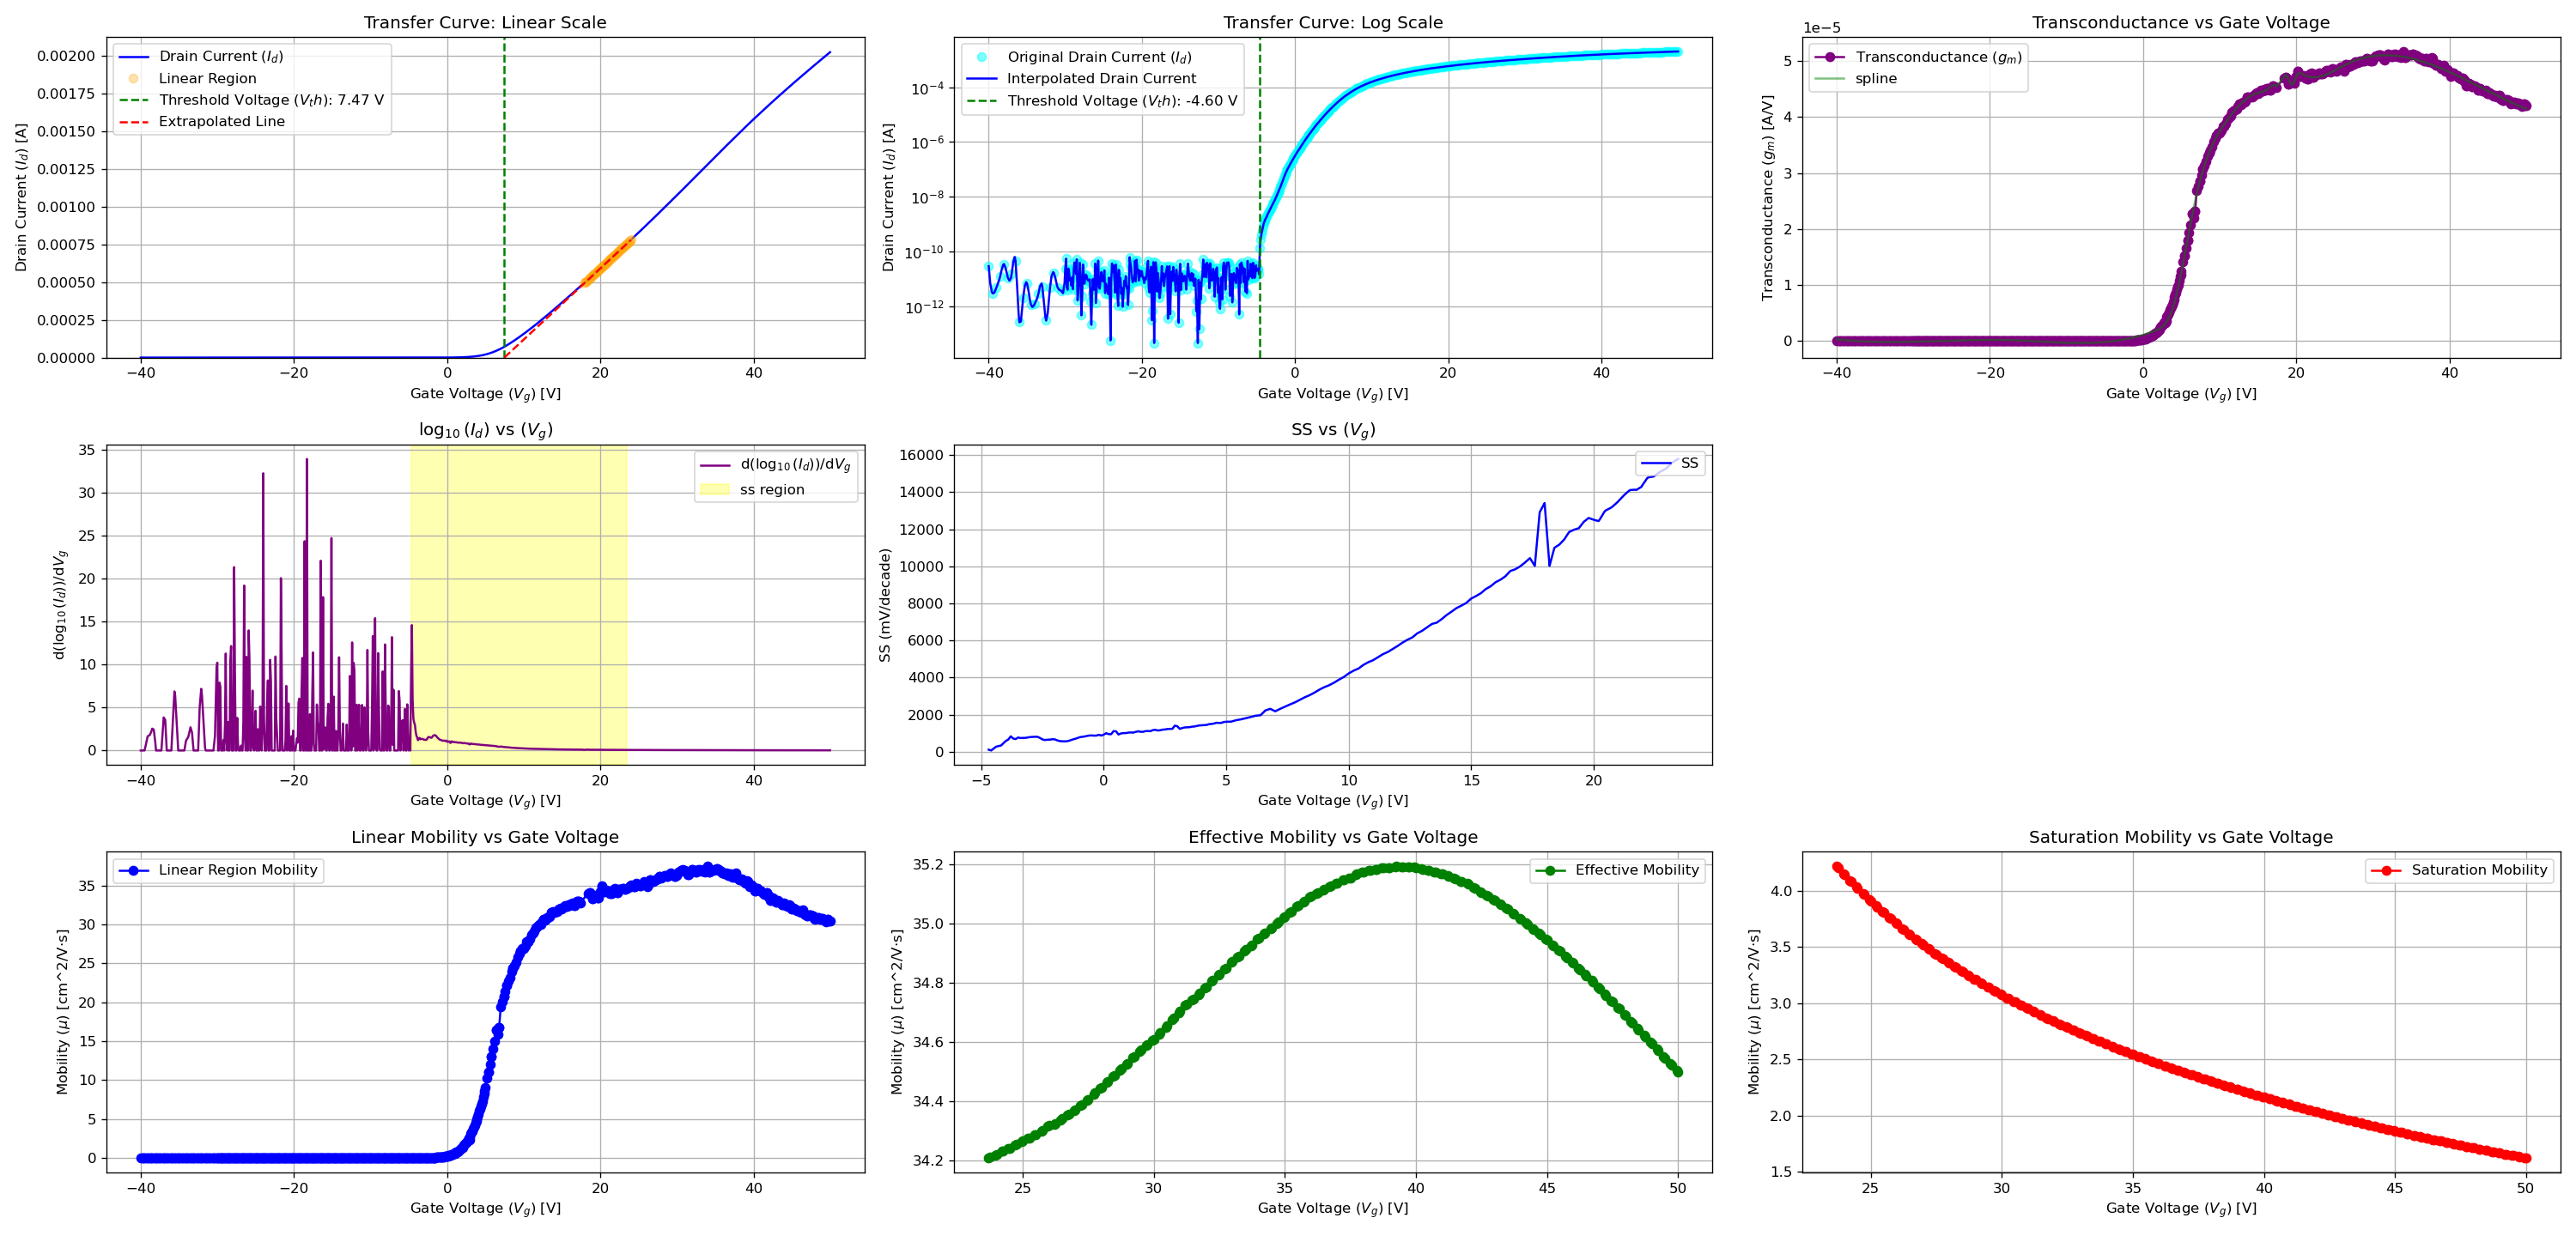 Transfer Curve: Linear Scale
Drain Current (I_d) [A]
0.00200
0.00175
0.00150
0.00125
0.00100
0.00075
0.00050
0.00025
0.00000
Drain Current (I_d)
Linear Region
Threshold Voltage (V_th): 7.47 V
Extrapolated Line
−40 −20 0 20 40
Gate Voltage (V_g) [V]
Transfer Curve: Log Scale
Drain Current (I_d) [A]
10^−4
10^−6
10^−8
10^−10
10^−12
Original Drain Current (I_d)
Interpolated Drain Current
Threshold Voltage (V_th): -4.60 V
−40 −20 0 20 40
Gate Voltage (V_g) [V]
Transconductance vs Gate Voltage
1e−5
Transconductance (g_m) [A/V]
5
4
3
2
1
0
Transconductance (g_m)
spline
−40 −20 0 20 40
Gate Voltage (V_g) [V]
log_10 (I_d) vs (V_g)
d(log_10 (I_d))/dV_g
35
30
25
20
15
10
5
0
d(log_10 (I_d))/dV_g
ss region
−40 −20 0 20 40
Gate Voltage (V_g) [V]
SS vs (V_g)
SS (mV/decade)
16000
14000
12000
10000
8000
6000
4000
2000
0
SS
−5 0 5 10 15 20
Gate Voltage (V_g) [V]
Linear Mobility vs Gate Voltage
Mobility (μ) [cm^2/V·s]
35
30
25
20
15
10
5
0
Linear Region Mobility
−40 −20 0 20 40
Gate Voltage (V_g) [V]
Effective Mobility vs Gate Voltage
Mobility (μ) [cm^2/V·s]
35.2
35.0
34.8
34.6
34.4
34.2
Effective Mobility
25 30 35 40 45 50
Gate Voltage (V_g) [V]
Saturation Mobility vs Gate Voltage
Mobility (μ) [cm^2/V·s]
4.0
3.5
3.0
2.5
2.0
1.5
Saturation Mobility
25 30 35 40 45 50
Gate Voltage (V_g) [V]